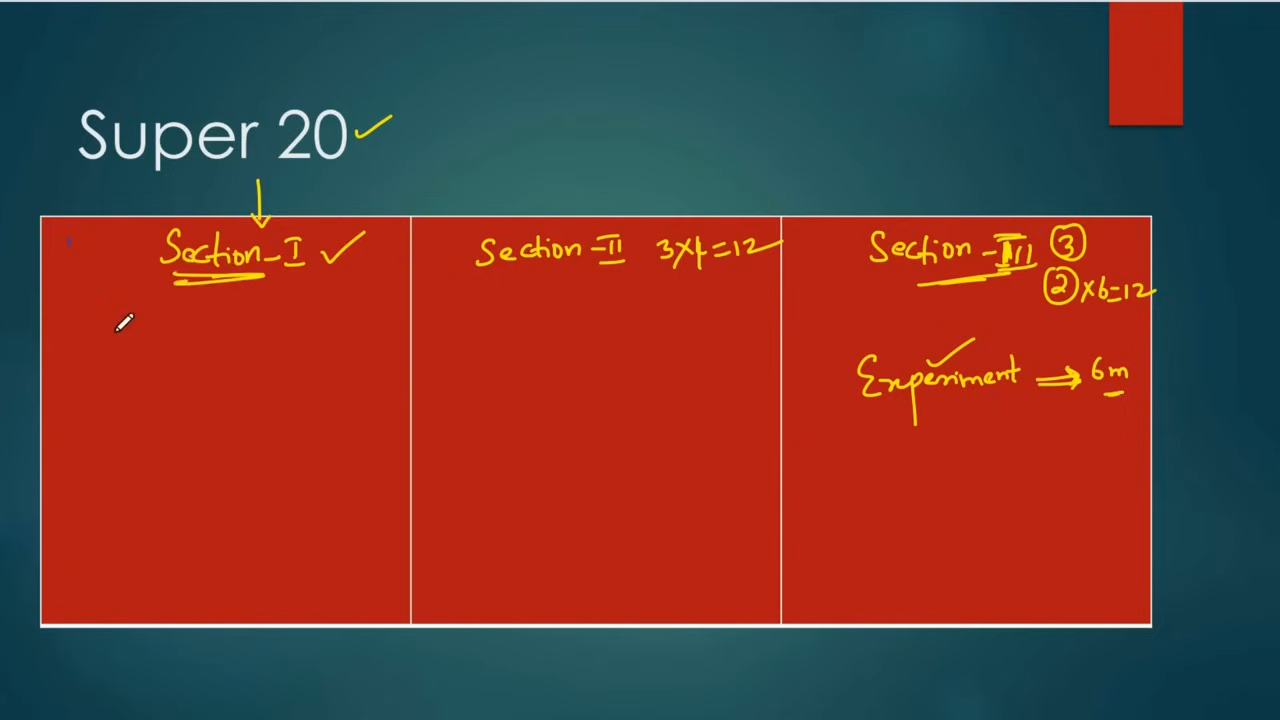 Super 20
Section-I
Section-II 3×4=12
Section-III 3
2×6=12
Experiment ⇒ 6m